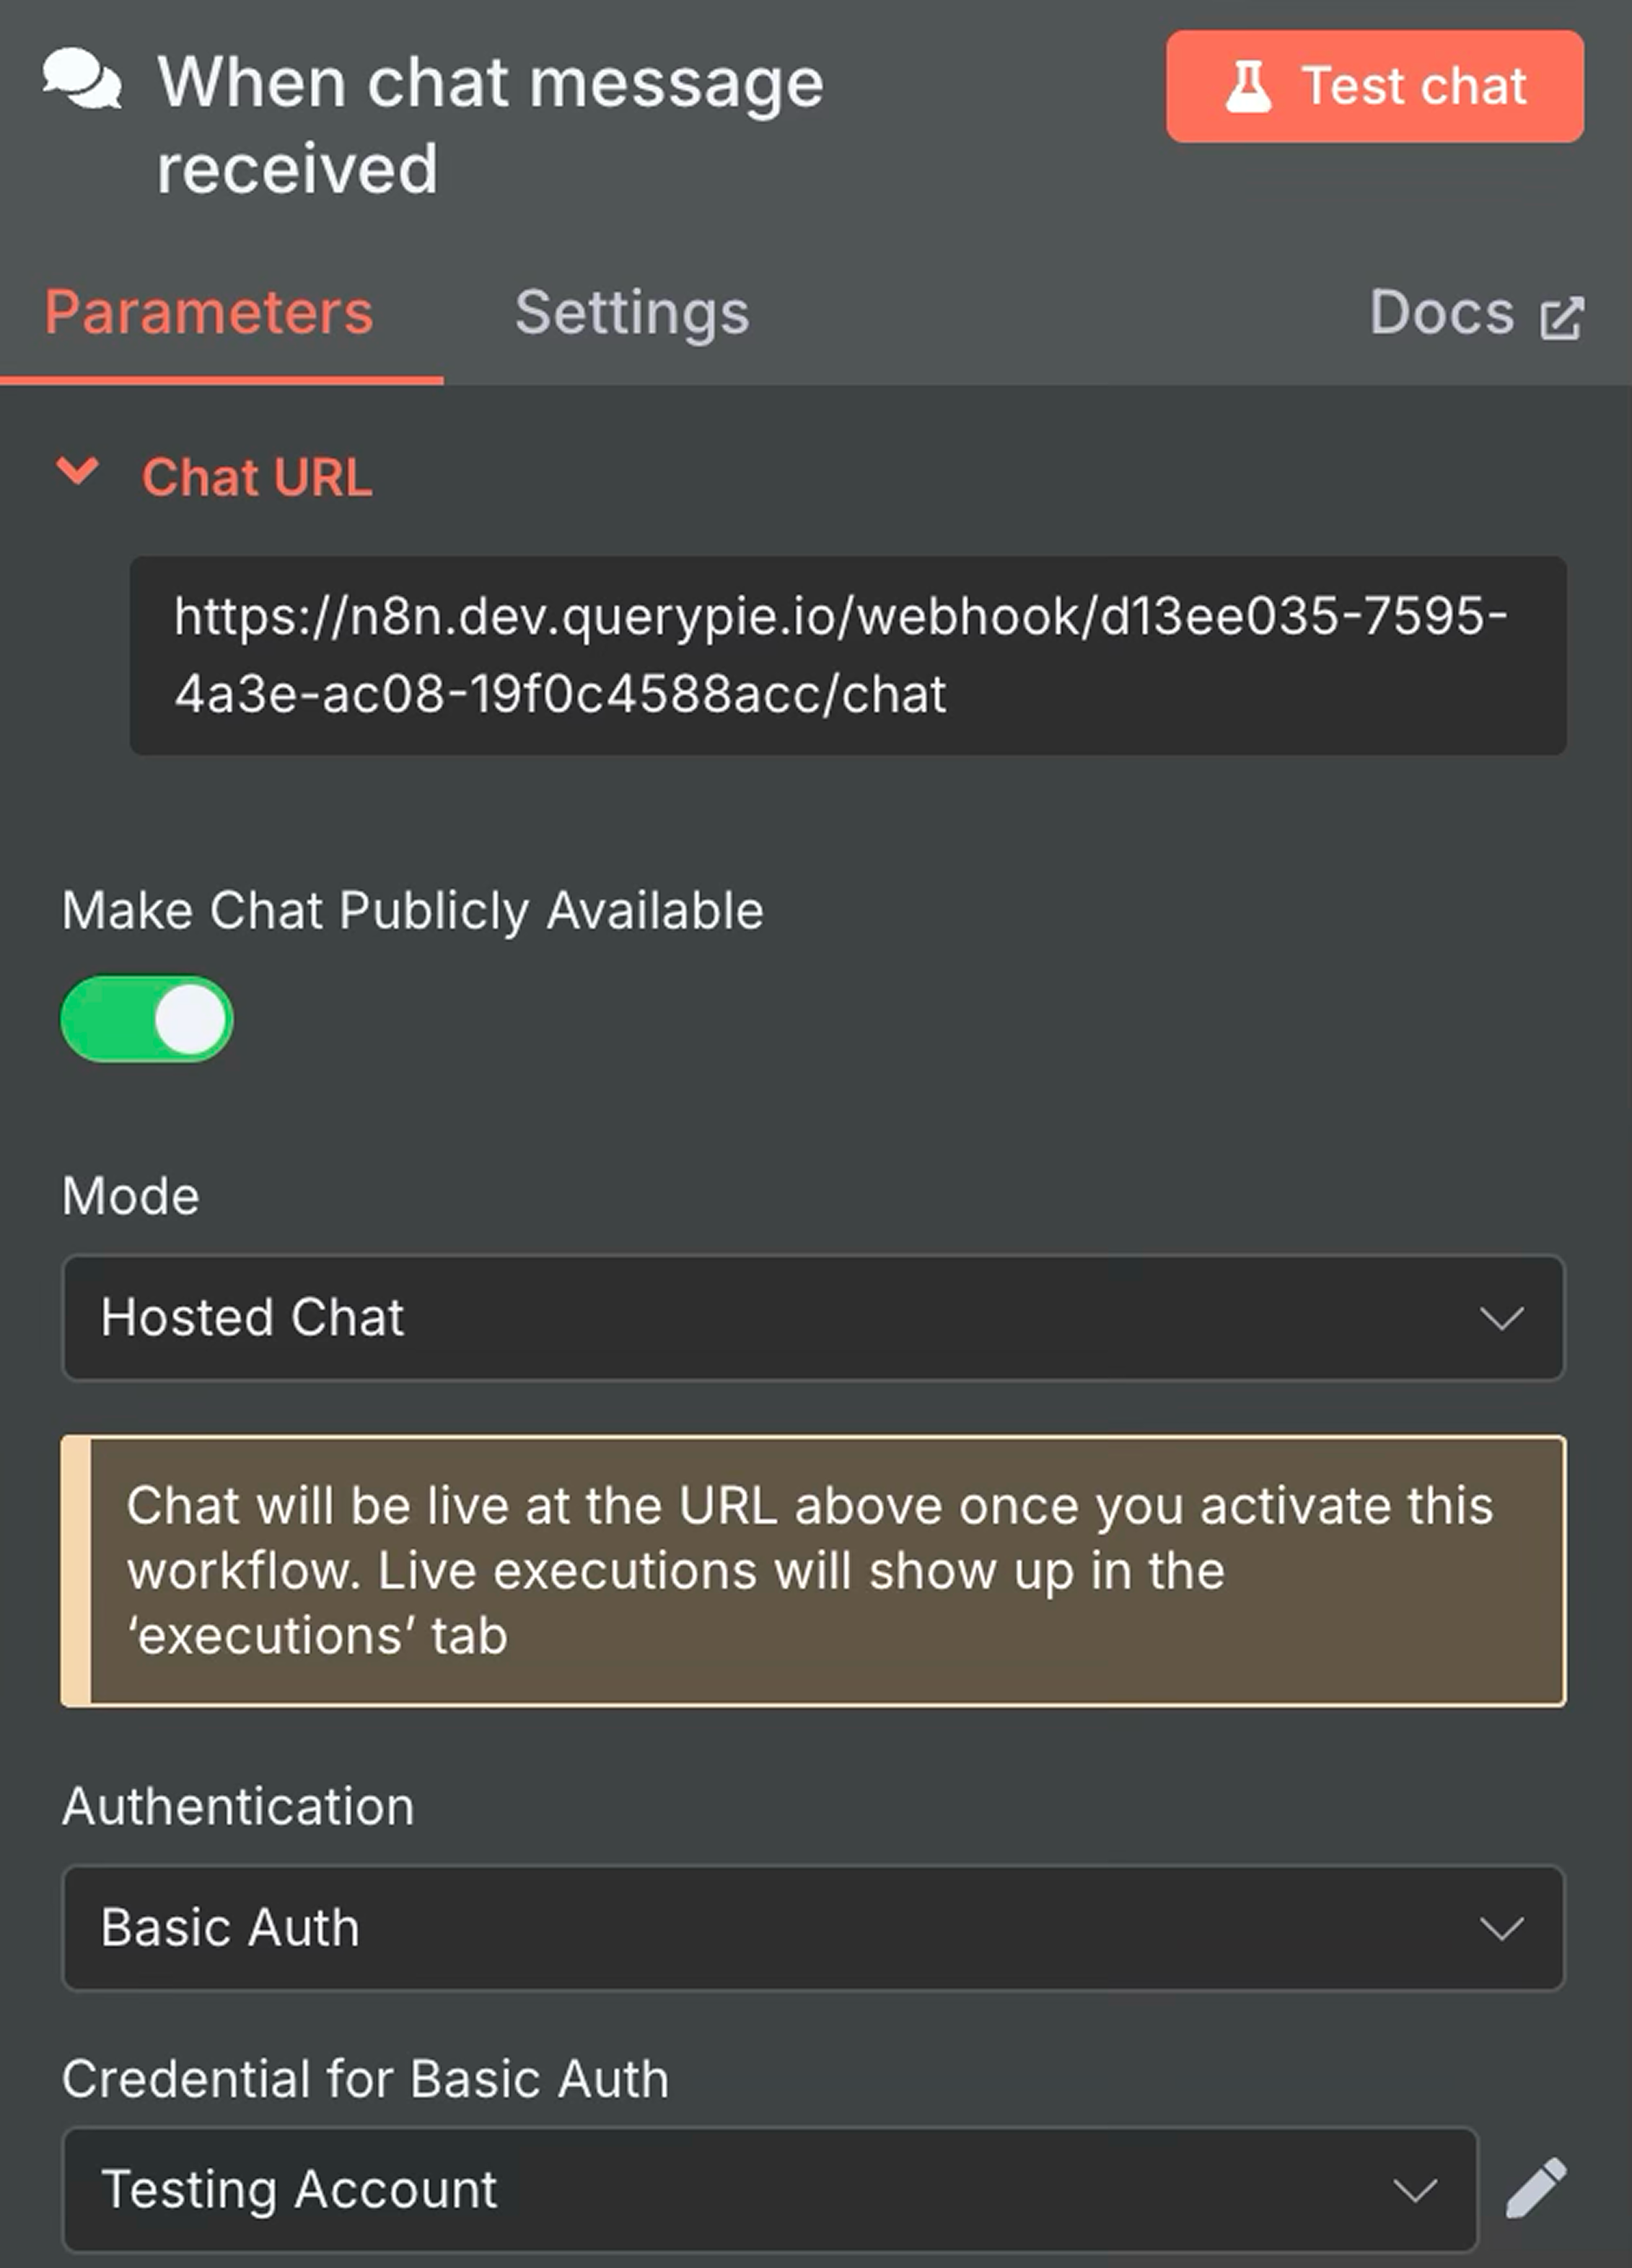 When chat message
received
Test chat
Parameters
Settings
Docs
Chat URL
https://n8n.dev.querypie.io/webhook/d13ee035-7595-
4a3e-ac08-19f0c4588acc/chat
Make Chat Publicly Available
Mode
Hosted Chat
Chat will be live at the URL above once you activate this
workflow. Live executions will show up in the
‘executions’ tab
Authentication
Basic Auth
Credential for Basic Auth
Testing Account